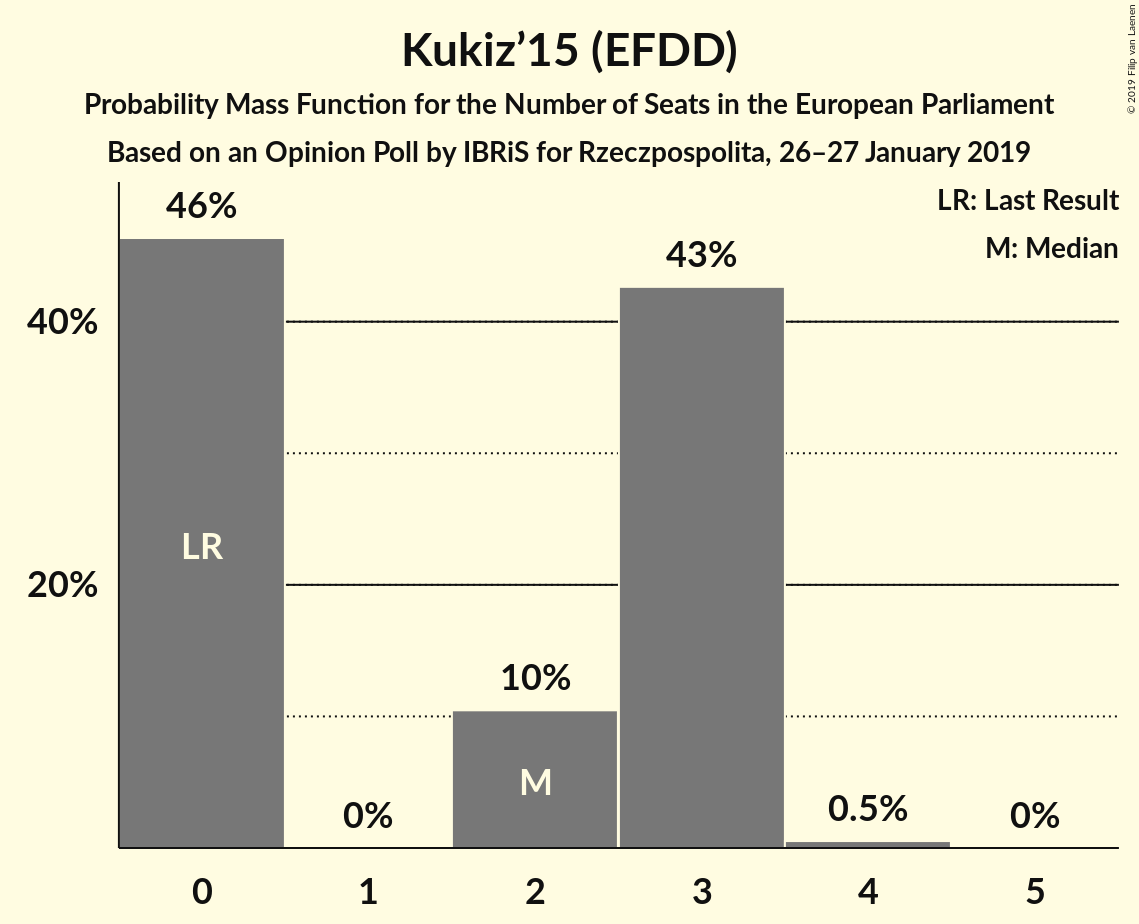 Kukiz’15 (EFDD)
Probability Mass Function for the Number of Seats in the European Parliament
Based on an Opinion Poll by IBRiS for Rzeczpospolita, 26–27 January 2019
© 2019 Filip van Laenen
LR: Last Result
M: Median
46%
43%
40%
LR
20%
10%
M
0%
0.5%
0%
0
1
2
3
4
5